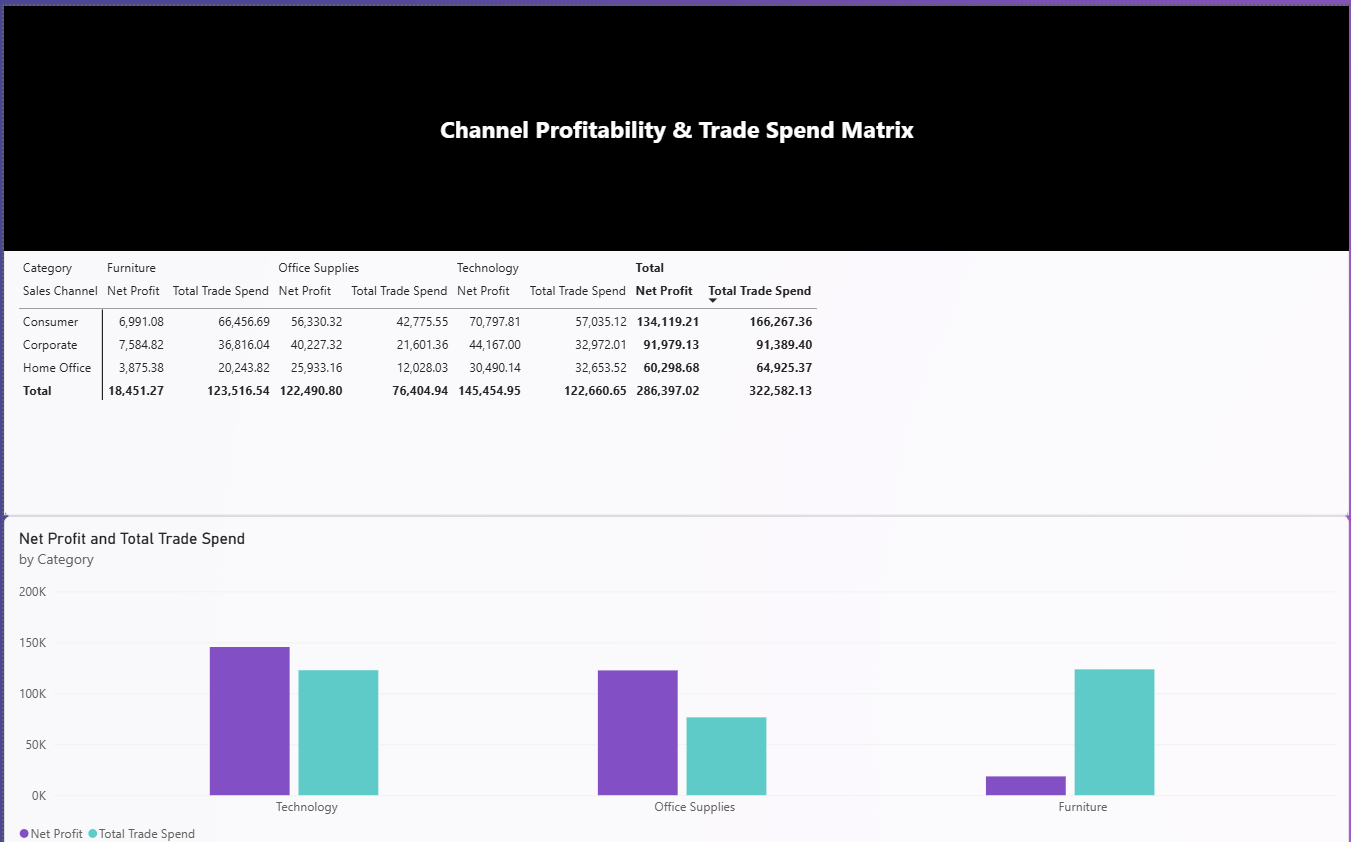 Channel Profitability & Trade Spend Matrix
Category Furniture Office Supplies Technology Total
Sales Channel Net Profit Total Trade Spend Net Profit Total Trade Spend Net Profit Total Trade Spend Net Profit Total Trade Spend
Consumer 6,991.08 66,456.69 56,330.32 42,775.55 70,797.81 57,035.12 134,119.21 166,267.36
Corporate 7,584.82 36,816.04 40,227.32 21,601.36 44,167.00 32,972.01 91,979.13 91,389.40
Home Office 3,875.38 20,243.82 25,933.16 12,028.03 30,490.14 32,653.52 60,298.68 64,925.37
Total 18,451.27 123,516.54 122,490.80 76,404.94 145,454.95 122,660.65 286,397.02 322,582.13
Net Profit and Total Trade Spend
by Category
200K
150K
100K
50K
0K
Technology Office Supplies Furniture
Net Profit Total Trade Spend